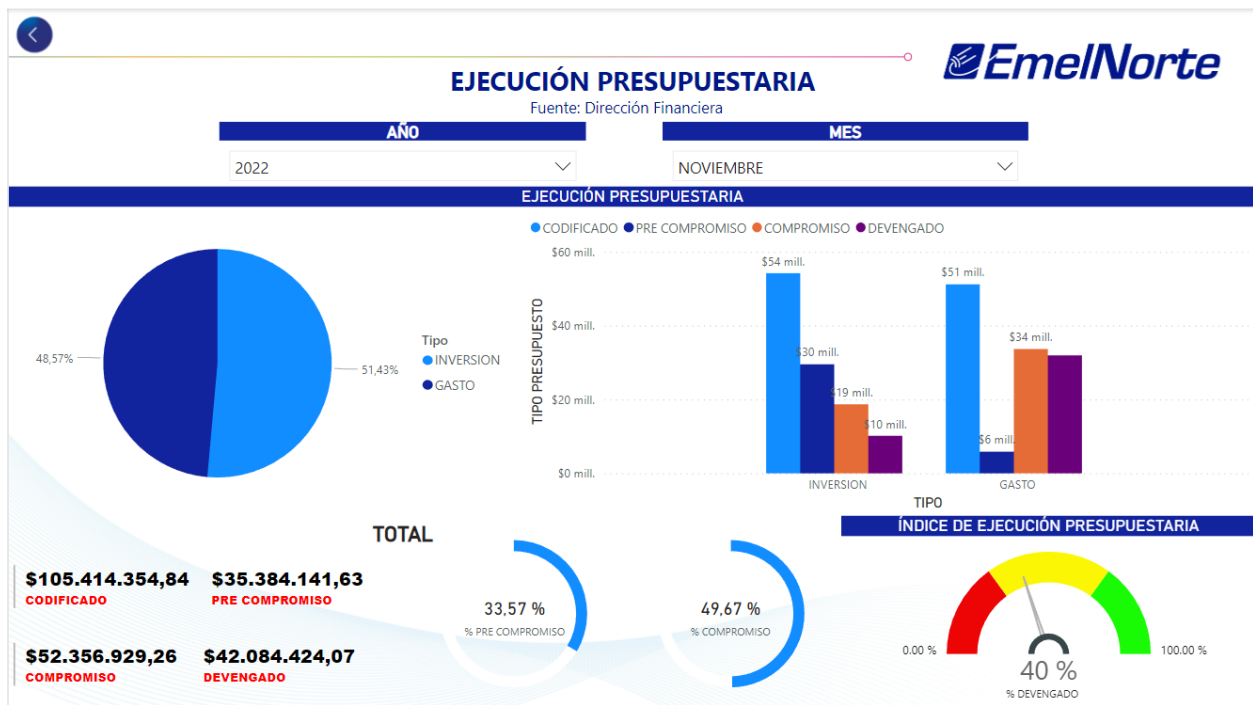 EmelNorte
EJECUCIÓN PRESUPUESTARIA
Fuente: Dirección Financiera
AÑO
MES
2022
NOVIEMBRE
EJECUCIÓN PRESUPUESTARIA
48,57%
51,43%
Tipo
INVERSION
GASTO
CODIFICADO PRE COMPROMISO COMPROMISO DEVENGADO
TIPO PRESUPUESTO
$60 mill.
$40 mill.
$20 mill.
$0 mill.
$54 mill.
$30 mill.
$19 mill.
$10 mill.
$51 mill.
$6 mill.
$34 mill.
INVERSION
GASTO
TIPO
TOTAL
$105.414.354,84
CODIFICADO
$35.384.141,63
PRE COMPROMISO
$52.356.929,26
COMPROMISO
$42.084.424,07
DEVENGADO
33,57 %
% PRE COMPROMISO
49,67 %
% COMPROMISO
ÍNDICE DE EJECUCIÓN PRESUPUESTARIA
0.00 %
100.00 %
40 %
% DEVENGADO